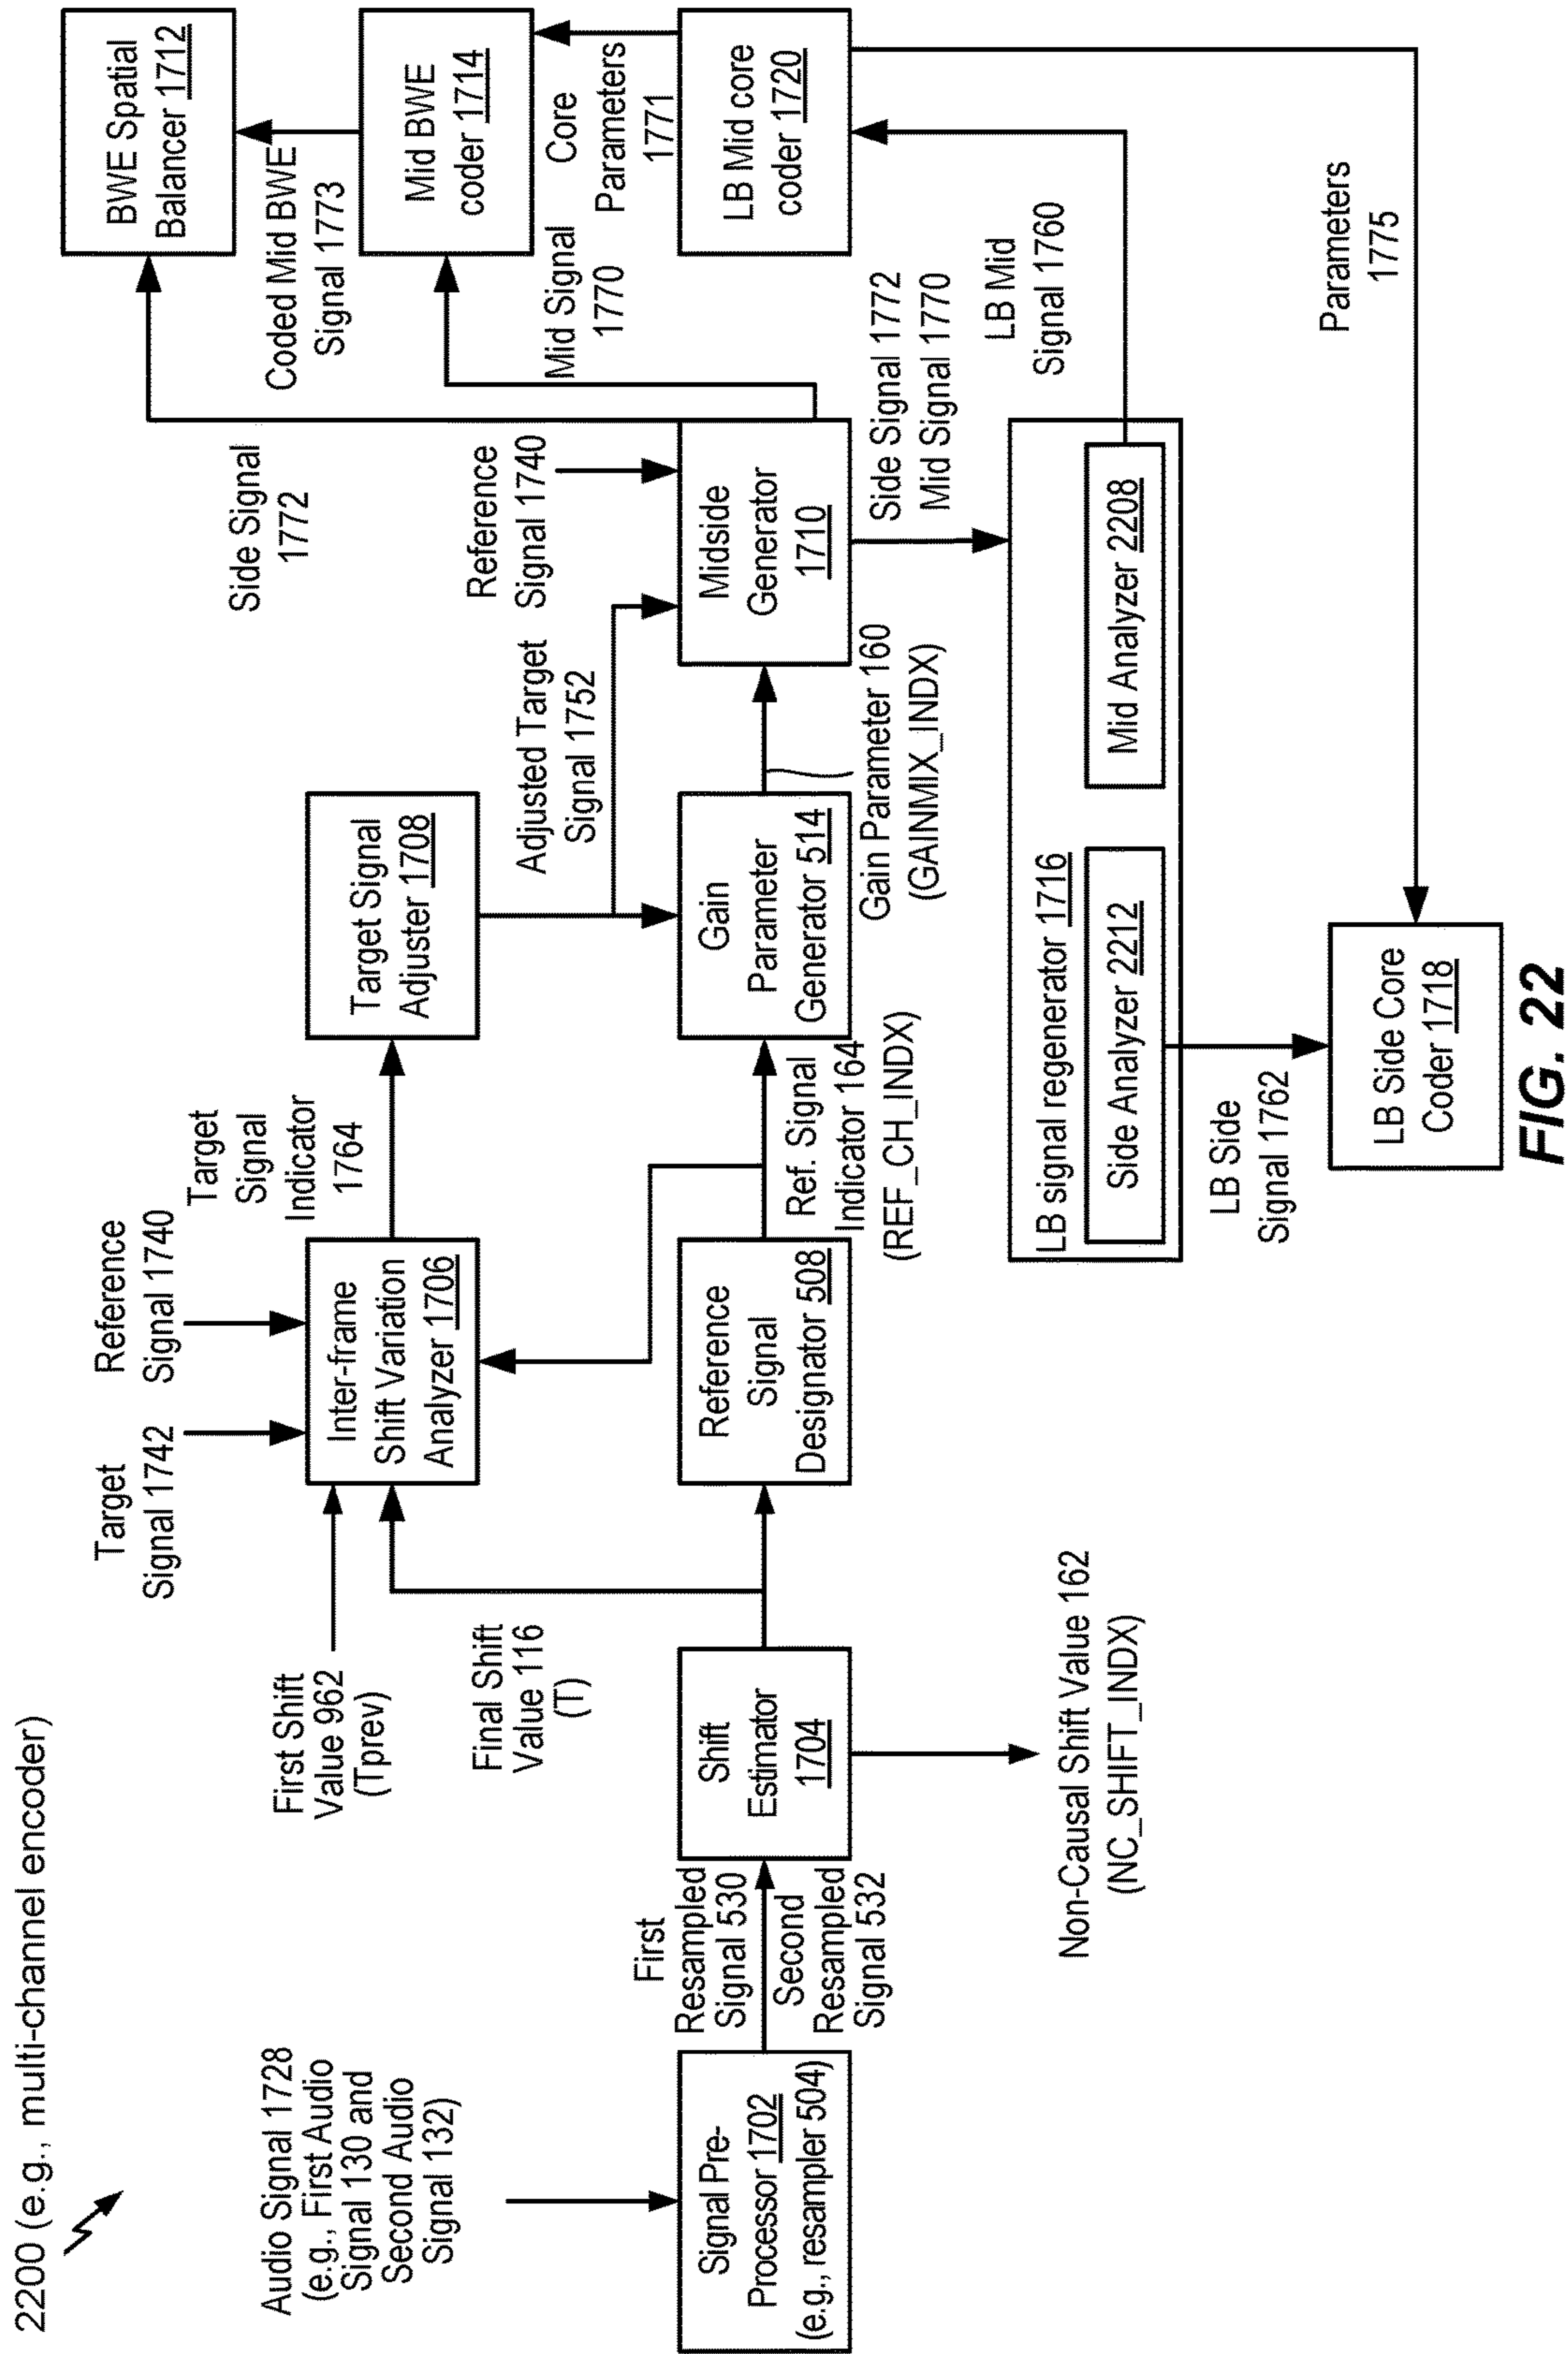 2200 (e.g., multi-channel encoder)
Audio Signal 1728
(e.g., First Audio
Signal 130 and
Second Audio
Signal 132)
Signal Pre-
Processor 1702
(e.g., resampler 504)
First
Resampled
Signal 530
Second
Resampled
Signal 532
Shift
Estimator
1704
Non-Causal Shift Value 162
(NC_SHIFT_INDX)
Final Shift
Value 116
(T)
First Shift
Value 962
(Tprev)
Target
Signal 1742
Reference
Signal 1740
Inter-frame
Shift Variation
Analyzer 1706
Reference
Signal
Designator 508
Target
Signal
Indicator
1764
Ref. Signal
Indicator 164
(REF_CH_INDX)
Target Signal
Adjuster 1708
Gain
Parameter
Generator 514
Adjusted Target
Signal 1752
Gain Parameter 160
(GAINMIX_INDX)
Reference
Signal 1740
Midside
Generator
1710
Side Signal
1772
Side Signal 1772
Mid Signal 1770
Mid Signal
1770
Coded Mid BWE
Signal 1773
BWE Spatial
Balancer 1712
Mid BWE
coder 1714
Core
Parameters
1771
LB Mid core
coder 1720
LB Mid
Signal 1760
LB signal regenerator 1716
Side Analyzer 2212
Mid Analyzer 2208
LB Side
Signal 1762
Parameters
1775
LB Side Core
Coder 1718
FIG. 22